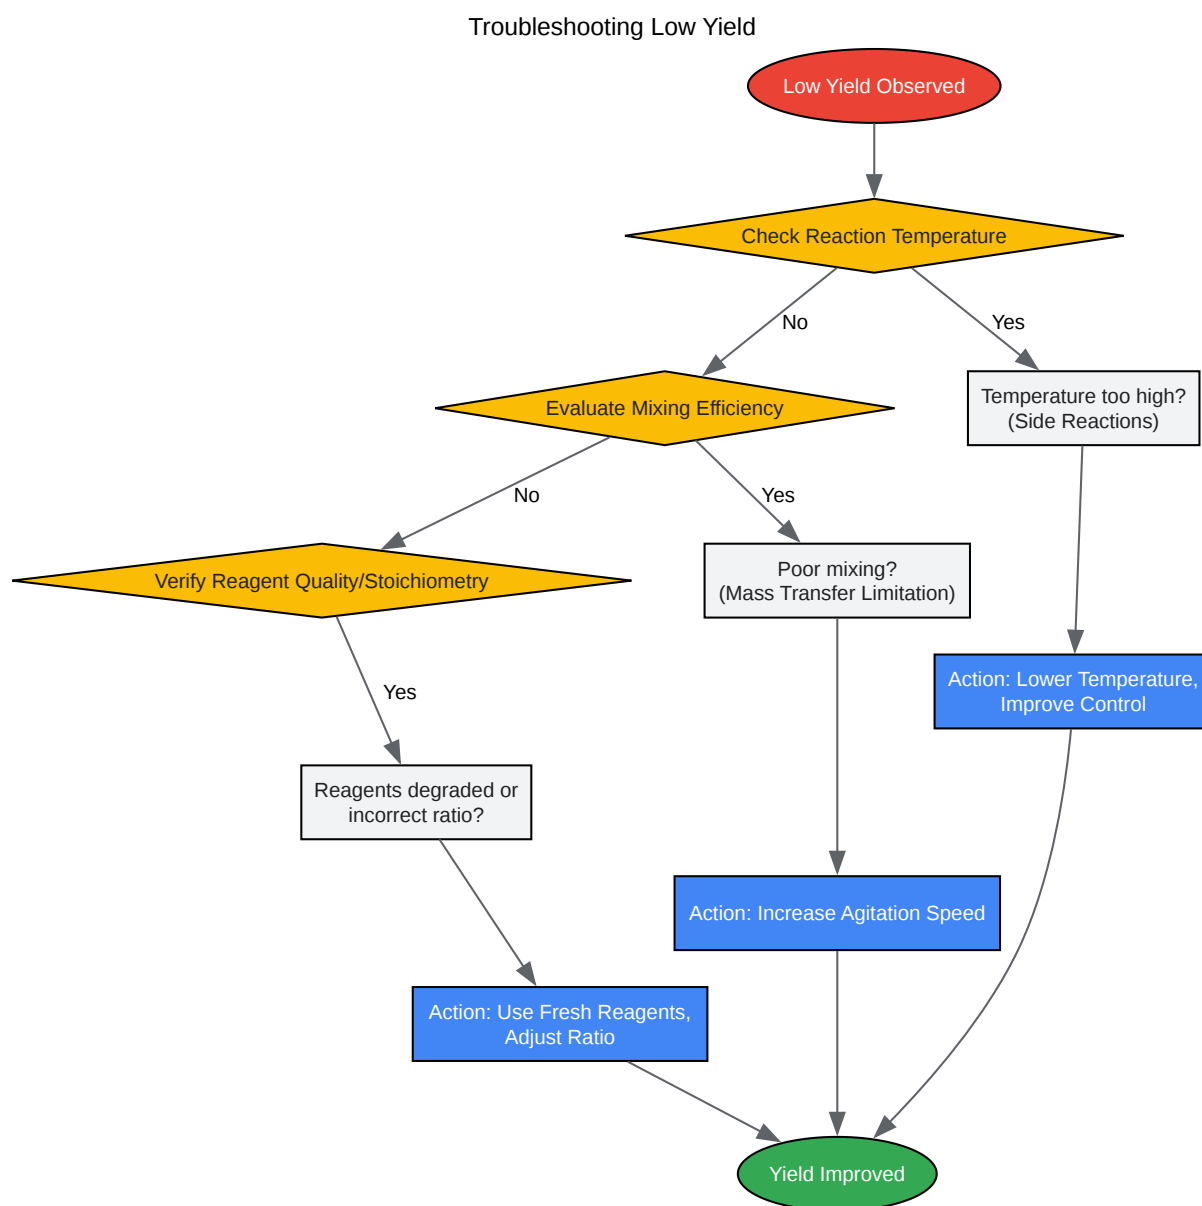 Troubleshooting Low Yield
Low Yield Observed
Check Reaction Temperature
No
Yes
Evaluate Mixing Efficiency
Temperature too high?
(Side Reactions)
No
Yes
Verify Reagent Quality/Stoichiometry
Poor mixing?
(Mass Transfer Limitation)
Action: Lower Temperature,
Improve Control
Yes
Reagents degraded or
incorrect ratio?
Action: Increase Agitation Speed
Action: Use Fresh Reagents,
Adjust Ratio
Yield Improved